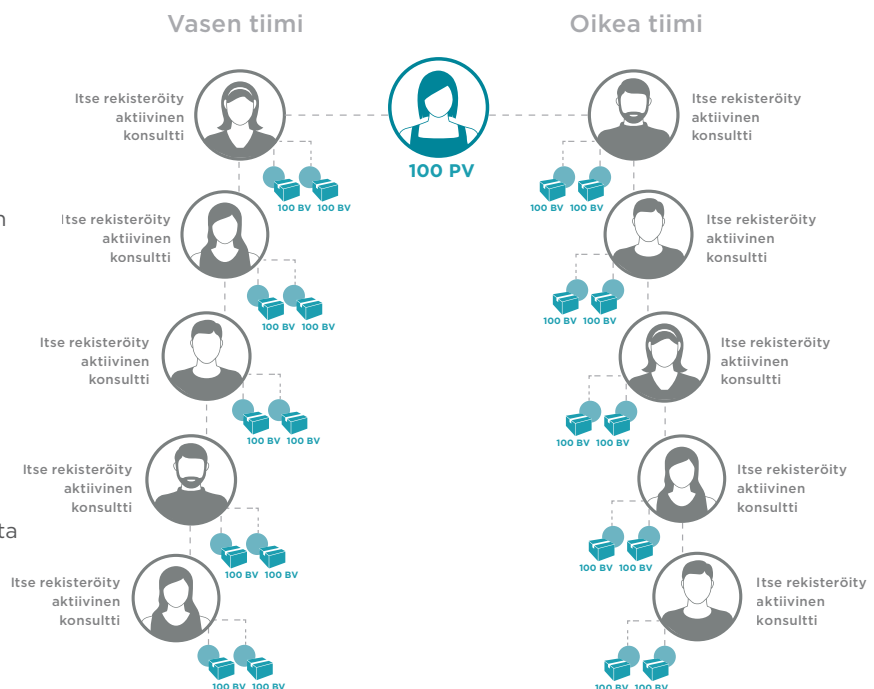 Vasen tiimi
Oikea tiimi
Itse rekisteröity
aktiivinen
konsultti
100 PV
Itse rekisteröity
aktiivinen
konsultti
100 BV 100 BV
100 BV 100 BV
Itse rekisteröity
aktiivinen
konsultti
Itse rekisteröity
aktiivinen
konsultti
100 BV 100 BV
100 BV 100 BV
Itse rekisteröity
aktiivinen
konsultti
Itse rekisteröity
aktiivinen
konsultti
100 BV 100 BV
100 BV 100 BV
Itse rekisteröity
aktiivinen
konsultti
Itse rekisteröity
aktiivinen
konsultti
100 BV 100 BV
100 BV 100 BV
Itse rekisteröity
aktiivinen
konsultti
Itse rekisteröity
aktiivinen
konsultti
100 BV 100 BV
100 BV 100 BV